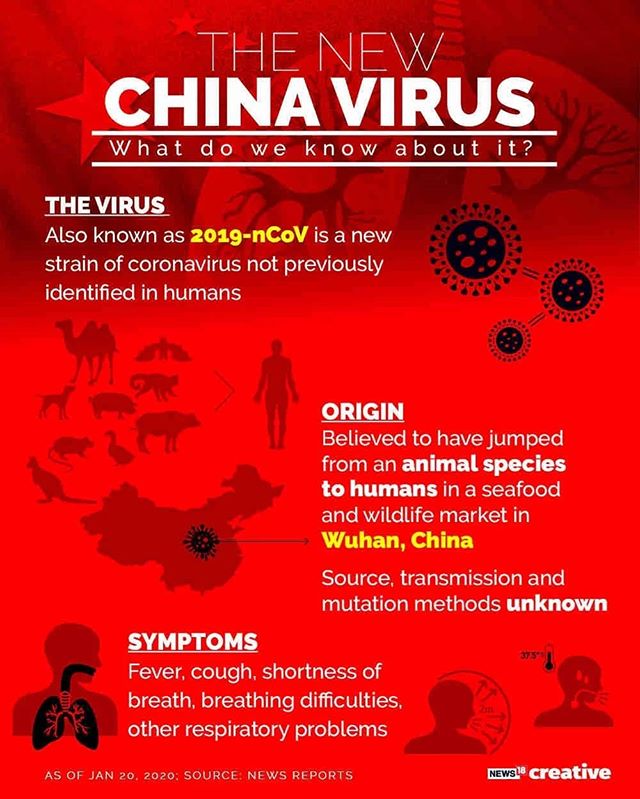 THE NEW
CHINA VIRUS
What do we know about it?
THE VIRUS
Also known as 2019-nCoV is a new
strain of coronavirus not previously
identified in humans
ORIGIN
Believed to have jumped
from an animal species
to humans in a seafood
and wildlife market in
Wuhan, China
Source, transmission and
mutation methods unknown
SYMPTOMS
Fever, cough, shortness of
breath, breathing difficulties,
other respiratory problems
37.5°
2m
AS OF JAN 20, 2020; SOURCE: NEWS REPORTS
NEWS18 creative